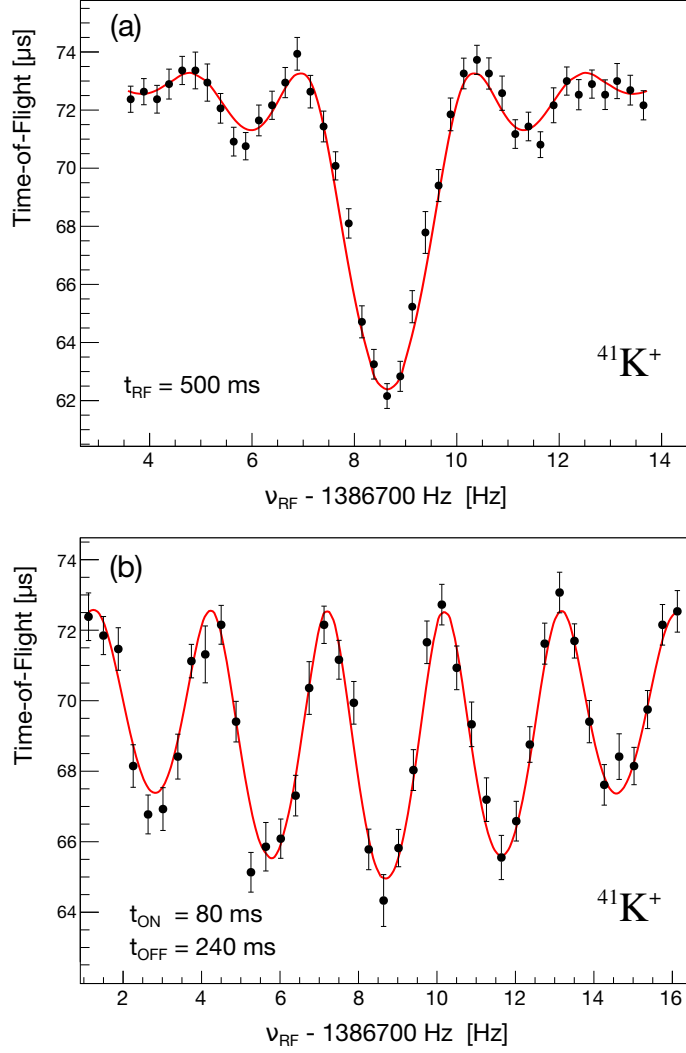 (a)
74
72
70
68
66
64
62
Time-of-Flight [μs]
t_RF = 500 ms
⁴¹K⁺
4 6 8 10 12 14
ν_RF - 1386700 Hz [Hz]
(b)
74
72
70
68
66
64
Time-of-Flight [μs]
t_ON = 80 ms
t_OFF = 240 ms
⁴¹K⁺
2 4 6 8 10 12 14 16
ν_RF - 1386700 Hz [Hz]